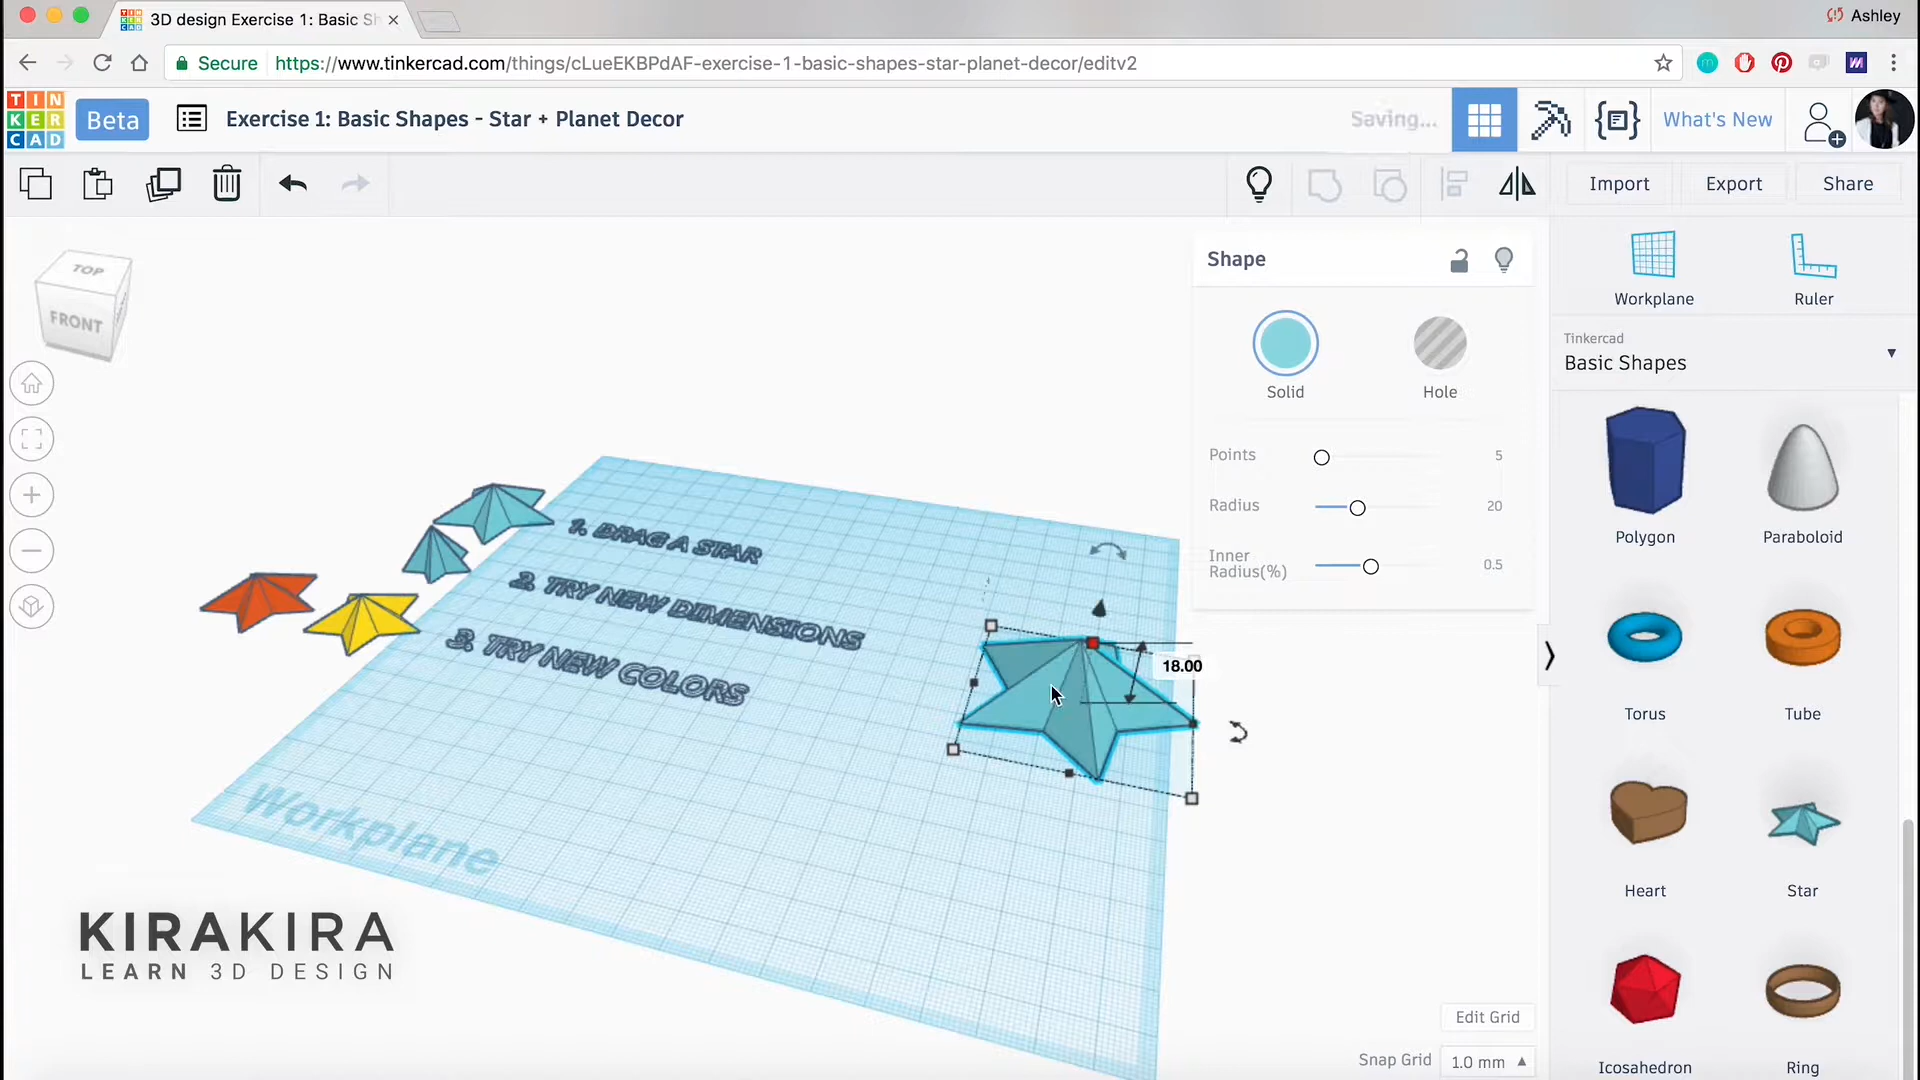 3D design Exercise 1: Basic Sh
Ashley
Secure https://www.tinkercad.com/things/cLueEKBPdAF-exercise-1-basic-shapes-star-planet-decor/editv2
TIN
KER
CAD
Beta
Exercise 1: Basic Shapes - Star + Planet Decor
Saving...
What's New
Import
Export
Share
TOP
FRONT
Shape
Solid
Hole
Points 5
Radius 20
Inner
Radius(%) 0.5
Workplane
Ruler
Tinkercad
Basic Shapes
Polygon
Paraboloid
Torus
Tube
Heart
Star
Icosahedron
Ring
1. DRAG A STAR
2. TRY NEW DIMENSIONS
3. TRY NEW COLORS
18.00
Workplane
KIRAKIRA
LEARN 3D DESIGN
Edit Grid
Snap Grid 1.0 mm